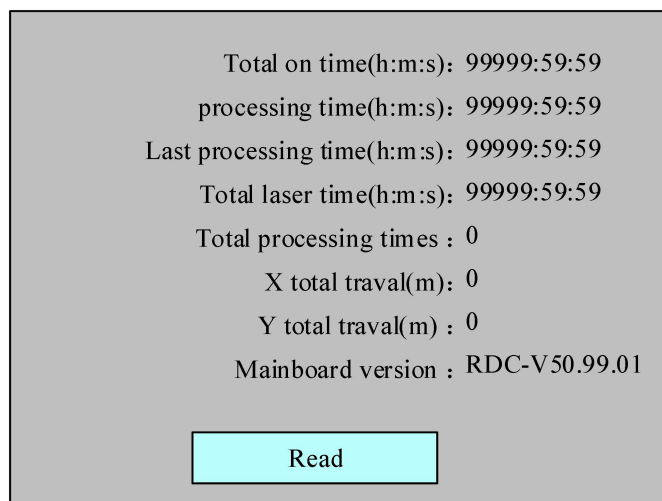 Total on time(h:m:s)：99999:59:59
processing time(h:m:s)：99999:59:59
Last processing time(h:m:s)：99999:59:59
Total laser time(h:m:s)：99999:59:59
Total processing times：0
X total traval(m)：0
Y total traval(m)：0
Mainboard version：RDC-V50.99.01
Read